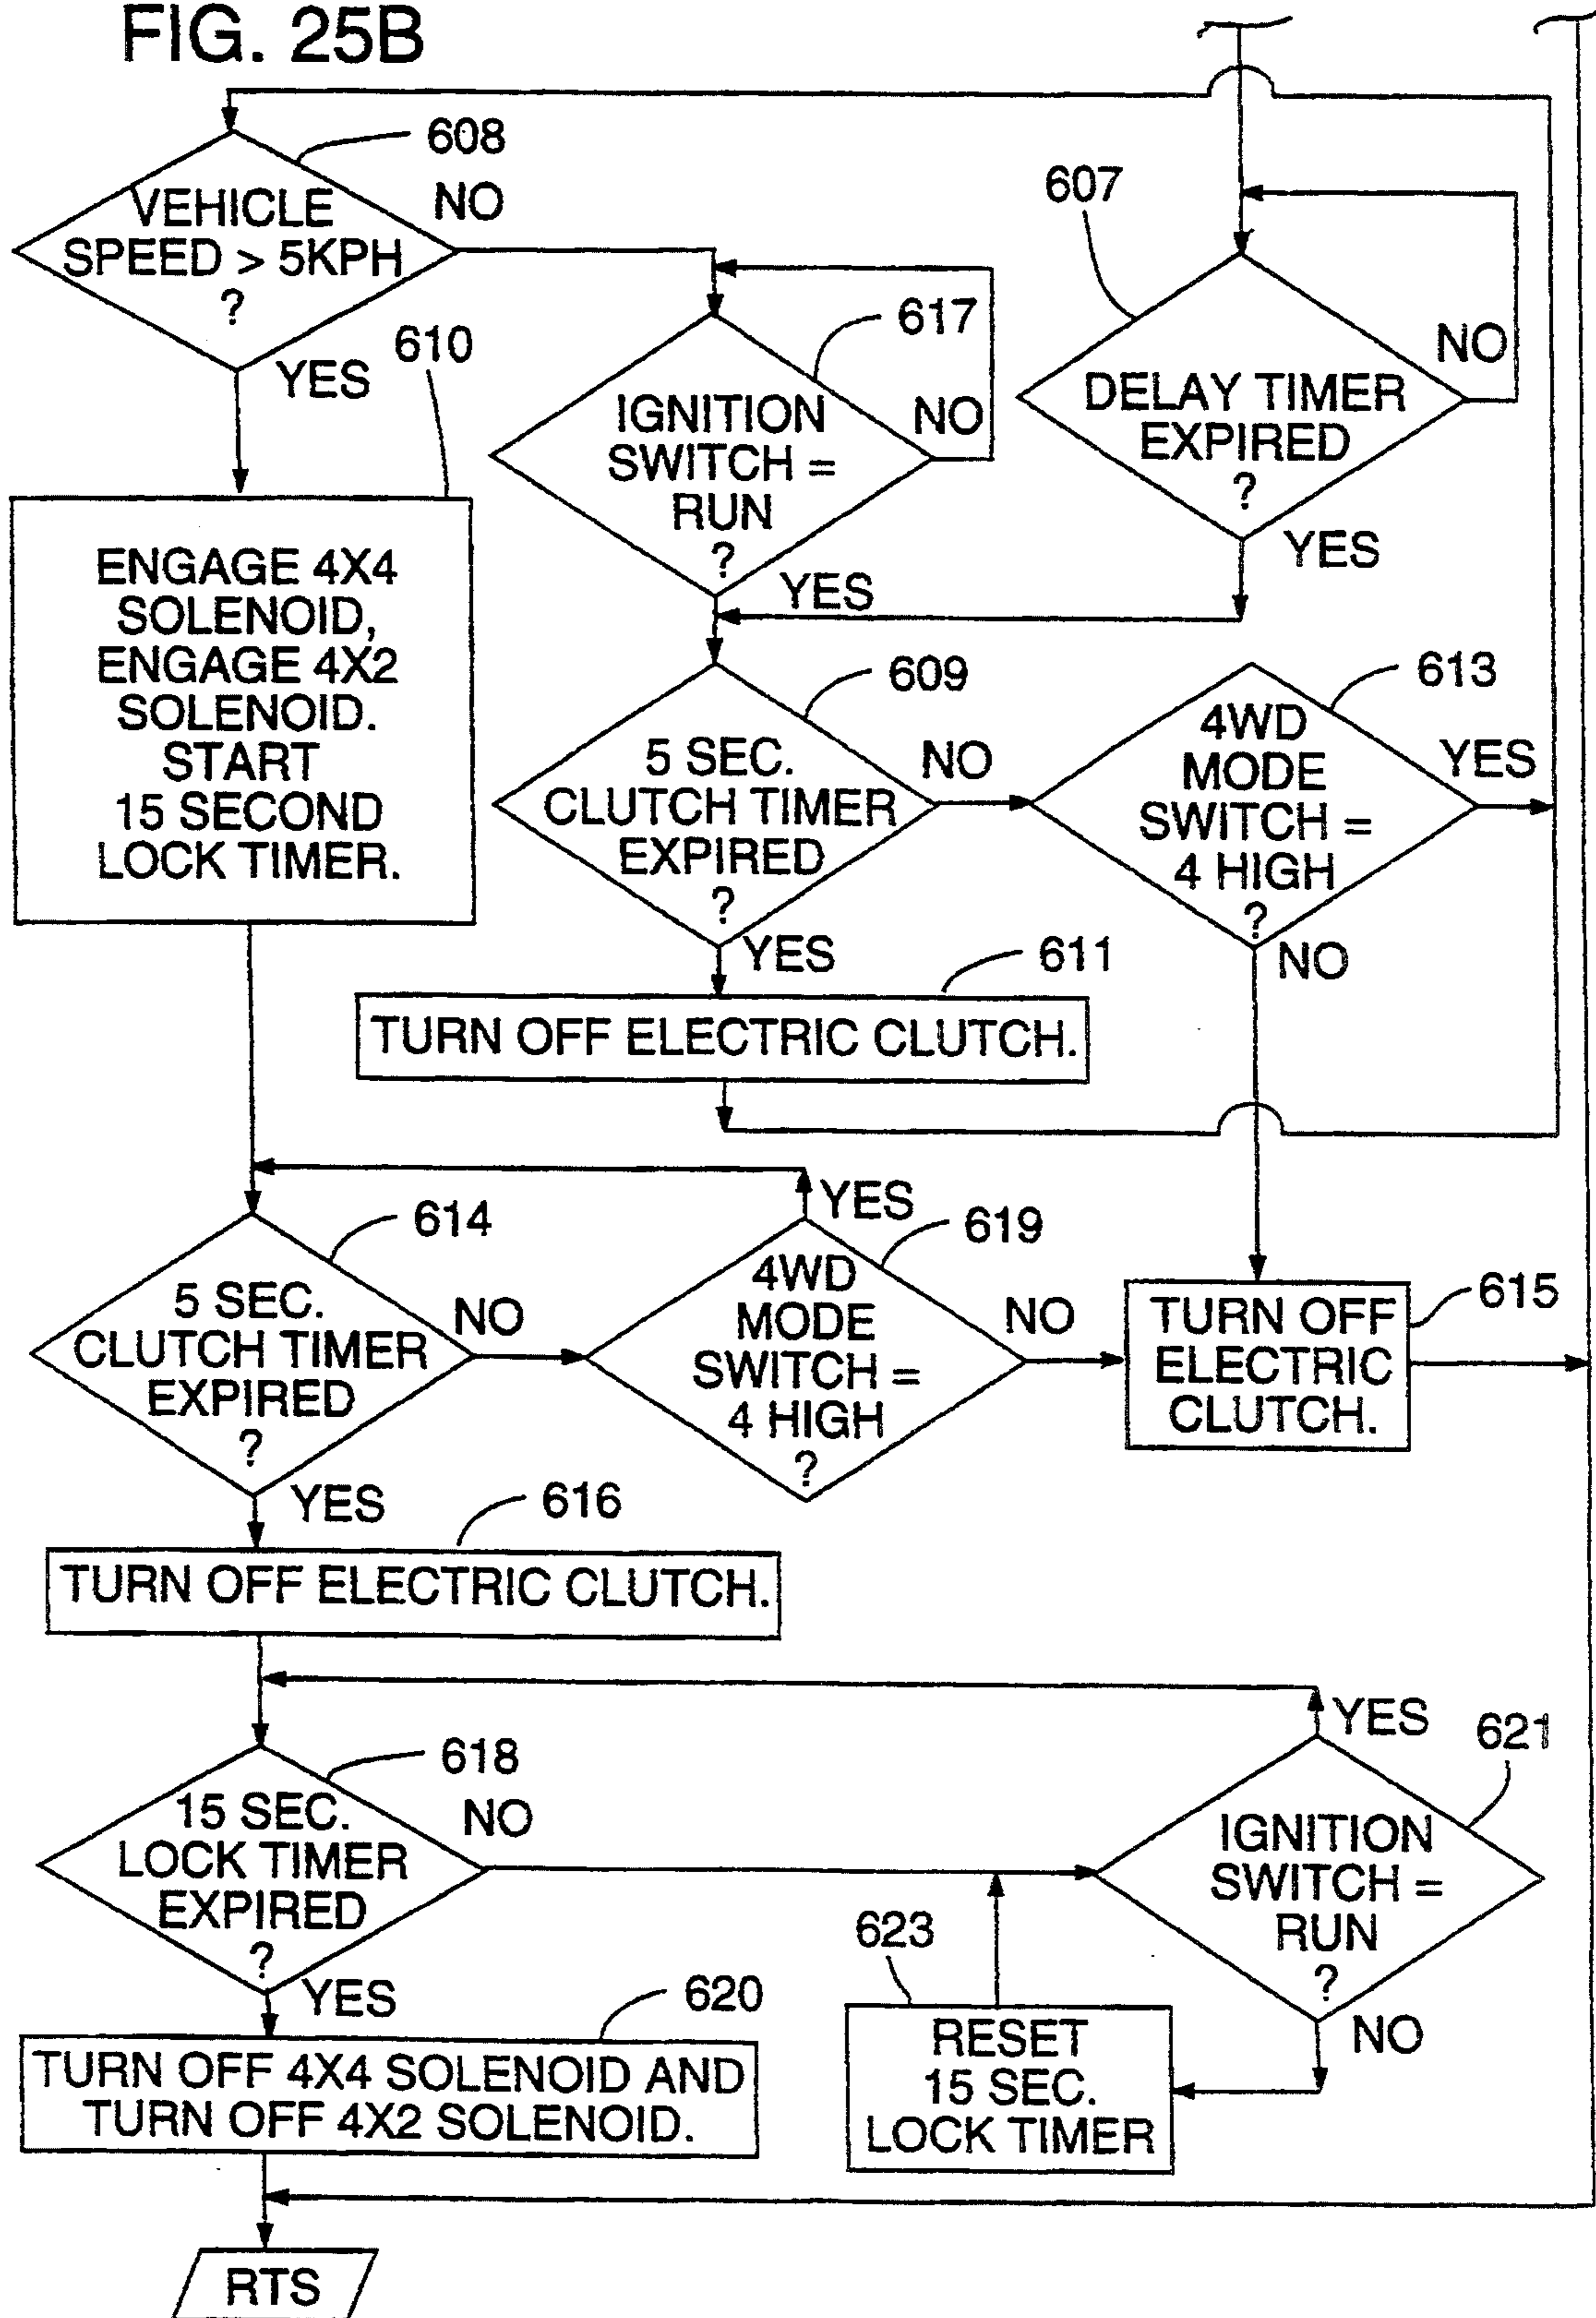 FIG. 25B
608
VEHICLE
SPEED > 5KPH
?
NO
YES
607
DELAY TIMER
EXPIRED
?
NO
YES
617
IGNITION
SWITCH =
RUN
?
NO
YES
610
ENGAGE 4X4
SOLENOID,
ENGAGE 4X2
SOLENOID.
START
15 SECOND
LOCK TIMER.
609
5 SEC.
CLUTCH TIMER
EXPIRED
?
NO
YES
613
4WD
MODE
SWITCH =
4 HIGH
?
YES
NO
611
TURN OFF ELECTRIC CLUTCH.
614
5 SEC.
CLUTCH TIMER
EXPIRED
?
NO
YES
619
4WD
MODE
SWITCH =
4 HIGH
?
YES
NO
615
TURN OFF
ELECTRIC
CLUTCH.
616
TURN OFF ELECTRIC CLUTCH.
618
15 SEC.
LOCK TIMER
EXPIRED
?
NO
YES
621
IGNITION
SWITCH =
RUN
?
YES
NO
623
RESET
15 SEC.
LOCK TIMER
620
TURN OFF 4X4 SOLENOID AND
TURN OFF 4X2 SOLENOID.
RTS